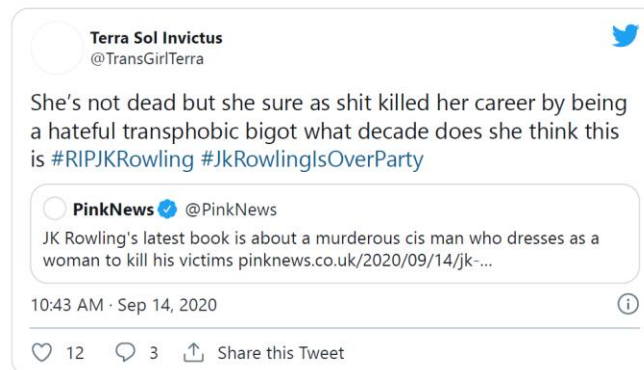 Terra Sol Invictus
@TransGirlTerra
She's not dead but she sure as shit killed her career by being
a hateful transphobic bigot what decade does she think this
is #RIPJKRowling #JkRowlingIsOverParty
PinkNews @PinkNews
JK Rowling's latest book is about a murderous cis man who dresses as a
woman to kill his victims pinknews.co.uk/2020/09/14/jk-...
10:43 AM · Sep 14, 2020
12 3 Share this Tweet